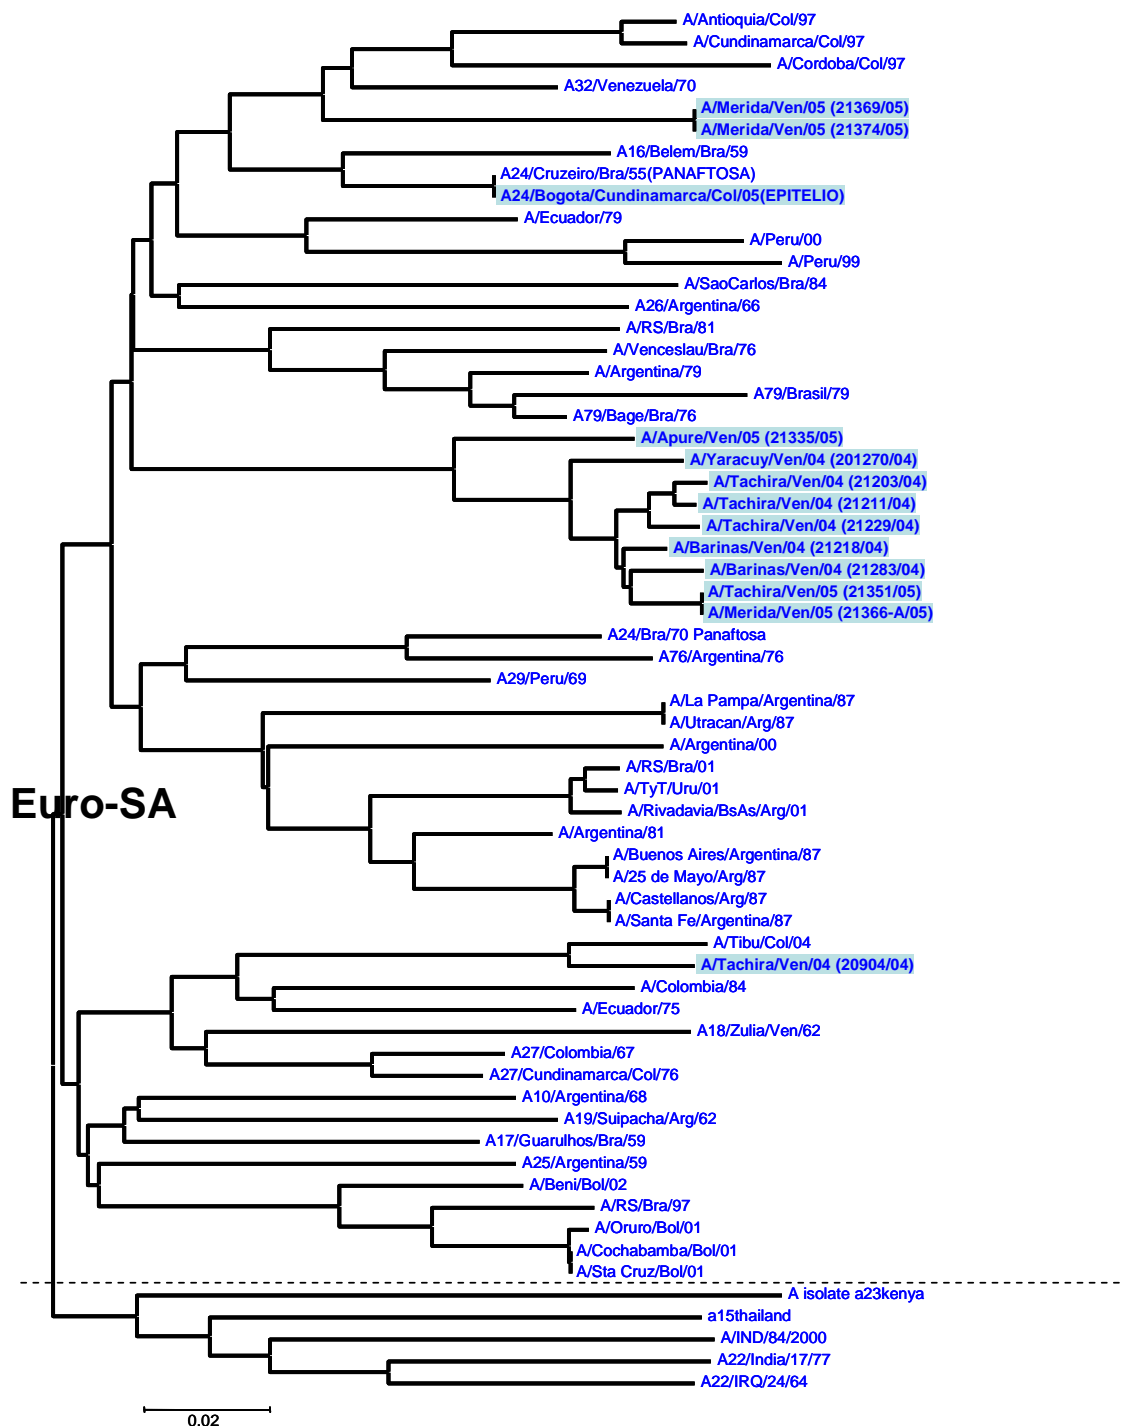 A/Antioquia/Col/97
A/Cundinamarca/Col/97
A/Cordoba/Col/97
A32/Venezuela/70
A/Merida/Ven/05 (21369/05)
A/Merida/Ven/05 (21374/05)
A16/Belem/Bra/59
A24/Cruzeiro/Bra/55(PANAFTOSA)
A24/Bogota/Cundinamarca/Col/05(EPITELIO)
A/Ecuador/79
A/Peru/00
A/Peru/99
A/SaoCarlos/Bra/84
A26/Argentina/66
A/RS/Bra/81
A/Venceslau/Bra/76
A/Argentina/79
A79/Brasil/79
A79/Bage/Bra/76
A/Apure/Ven/05 (21335/05)
A/Yaracuy/Ven/04 (201270/04)
A/Tachira/Ven/04 (21203/04)
A/Tachira/Ven/04 (21211/04)
A/Tachira/Ven/04 (21229/04)
A/Barinas/Ven/04 (21218/04)
A/Barinas/Ven/04 (21283/04)
A/Tachira/Ven/05 (21351/05)
A/Merida/Ven/05 (21366-A/05)
A24/Bra/70 Panaftosa
A76/Argentina/76
A29/Peru/69
A/La Pampa/Argentina/87
A/Utracan/Arg/87
A/Argentina/00
A/RS/Bra/01
A/TyT/Uru/01
Euro-SA
A/Rivadavia/BsAs/Arg/01
A/Argentina/81
A/Buenos Aires/Argentina/87
A/25 de Mayo/Arg/87
A/Castellanos/Arg/87
A/Santa Fe/Argentina/87
A/Tibu/Col/04
A/Tachira/Ven/04 (20904/04)
A/Colombia/84
A/Ecuador/75
A18/Zulia/Ven/62
A27/Colombia/67
A27/Cundinamarca/Col/76
A10/Argentina/68
A19/Suipacha/Arg/62
A17/Guarulhos/Bra/59
A25/Argentina/59
A/Beni/Bol/02
A/RS/Bra/97
A/Oruro/Bol/01
A/Cochabamba/Bol/01
A/Sta Cruz/Bol/01
A isolate a23kenya
a15thailand
A/IND/84/2000
A22/India/17/77
A22/IRQ/24/64
0.02